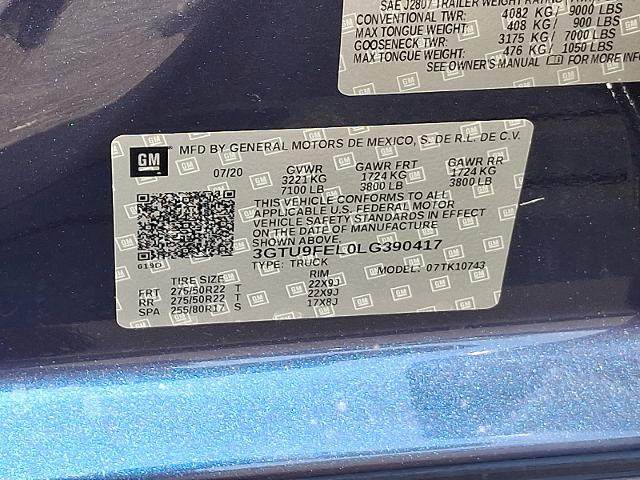 SAE J2807 TRAILER WEIGHT RATING
CONVENTIONAL TWR: 4082 KG/ 9000 LBS
MAX TONGUE WEIGHT: 408 KG/ 900 LBS
GOOSENECK TWR: 3175 KG/ 7000 LBS
MAX TONGUE WEIGHT: 476 KG/ 1050 LBS
SEE OWNER'S MANUAL FOR MORE
GM MFD BY GENERAL MOTORS DE MEXICO, S. DE R.L. DE C.V.
07/20 GVWR GAWR FRT GAWR RR
3221 KG 1724 KG 1724 KG
7100 LB 3800 LB 3800 LB
THIS VEHICLE CONFORMS TO ALL
APPLICABLE U.S. FEDERAL MOTOR
VEHICLE SAFETY STANDARDS IN EFFECT
ON THE DATE OF MANUFACTURE
SHOWN ABOVE.
3GTU9FEL0LG390417
G19D TYPE: TRUCK MODEL: 07TK10743
TIRE SIZE RIM
FRT 275/50R22 T 22X9J
RR 275/50R22 T 22X9J
SPA 255/80R17 S 17X8J